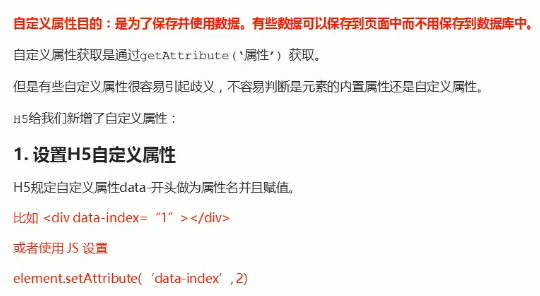 自定义属性目的：是为了保存并使用数据。有些数据可以保存到页面中而不用保存到数据库中。
自定义属性获取是通过getAttribute(‘属性’) 获取。
但是有些自定义属性很容易引起歧义，不容易判断是元素的内置属性还是自定义属性。
H5给我们新增了自定义属性：
1. 设置H5自定义属性
H5规定自定义属性data-开头做为属性名并且赋值。
比如 <div data-index=“1”></div>
或者使用 JS 设置
element.setAttribute(‘data-index’, 2)